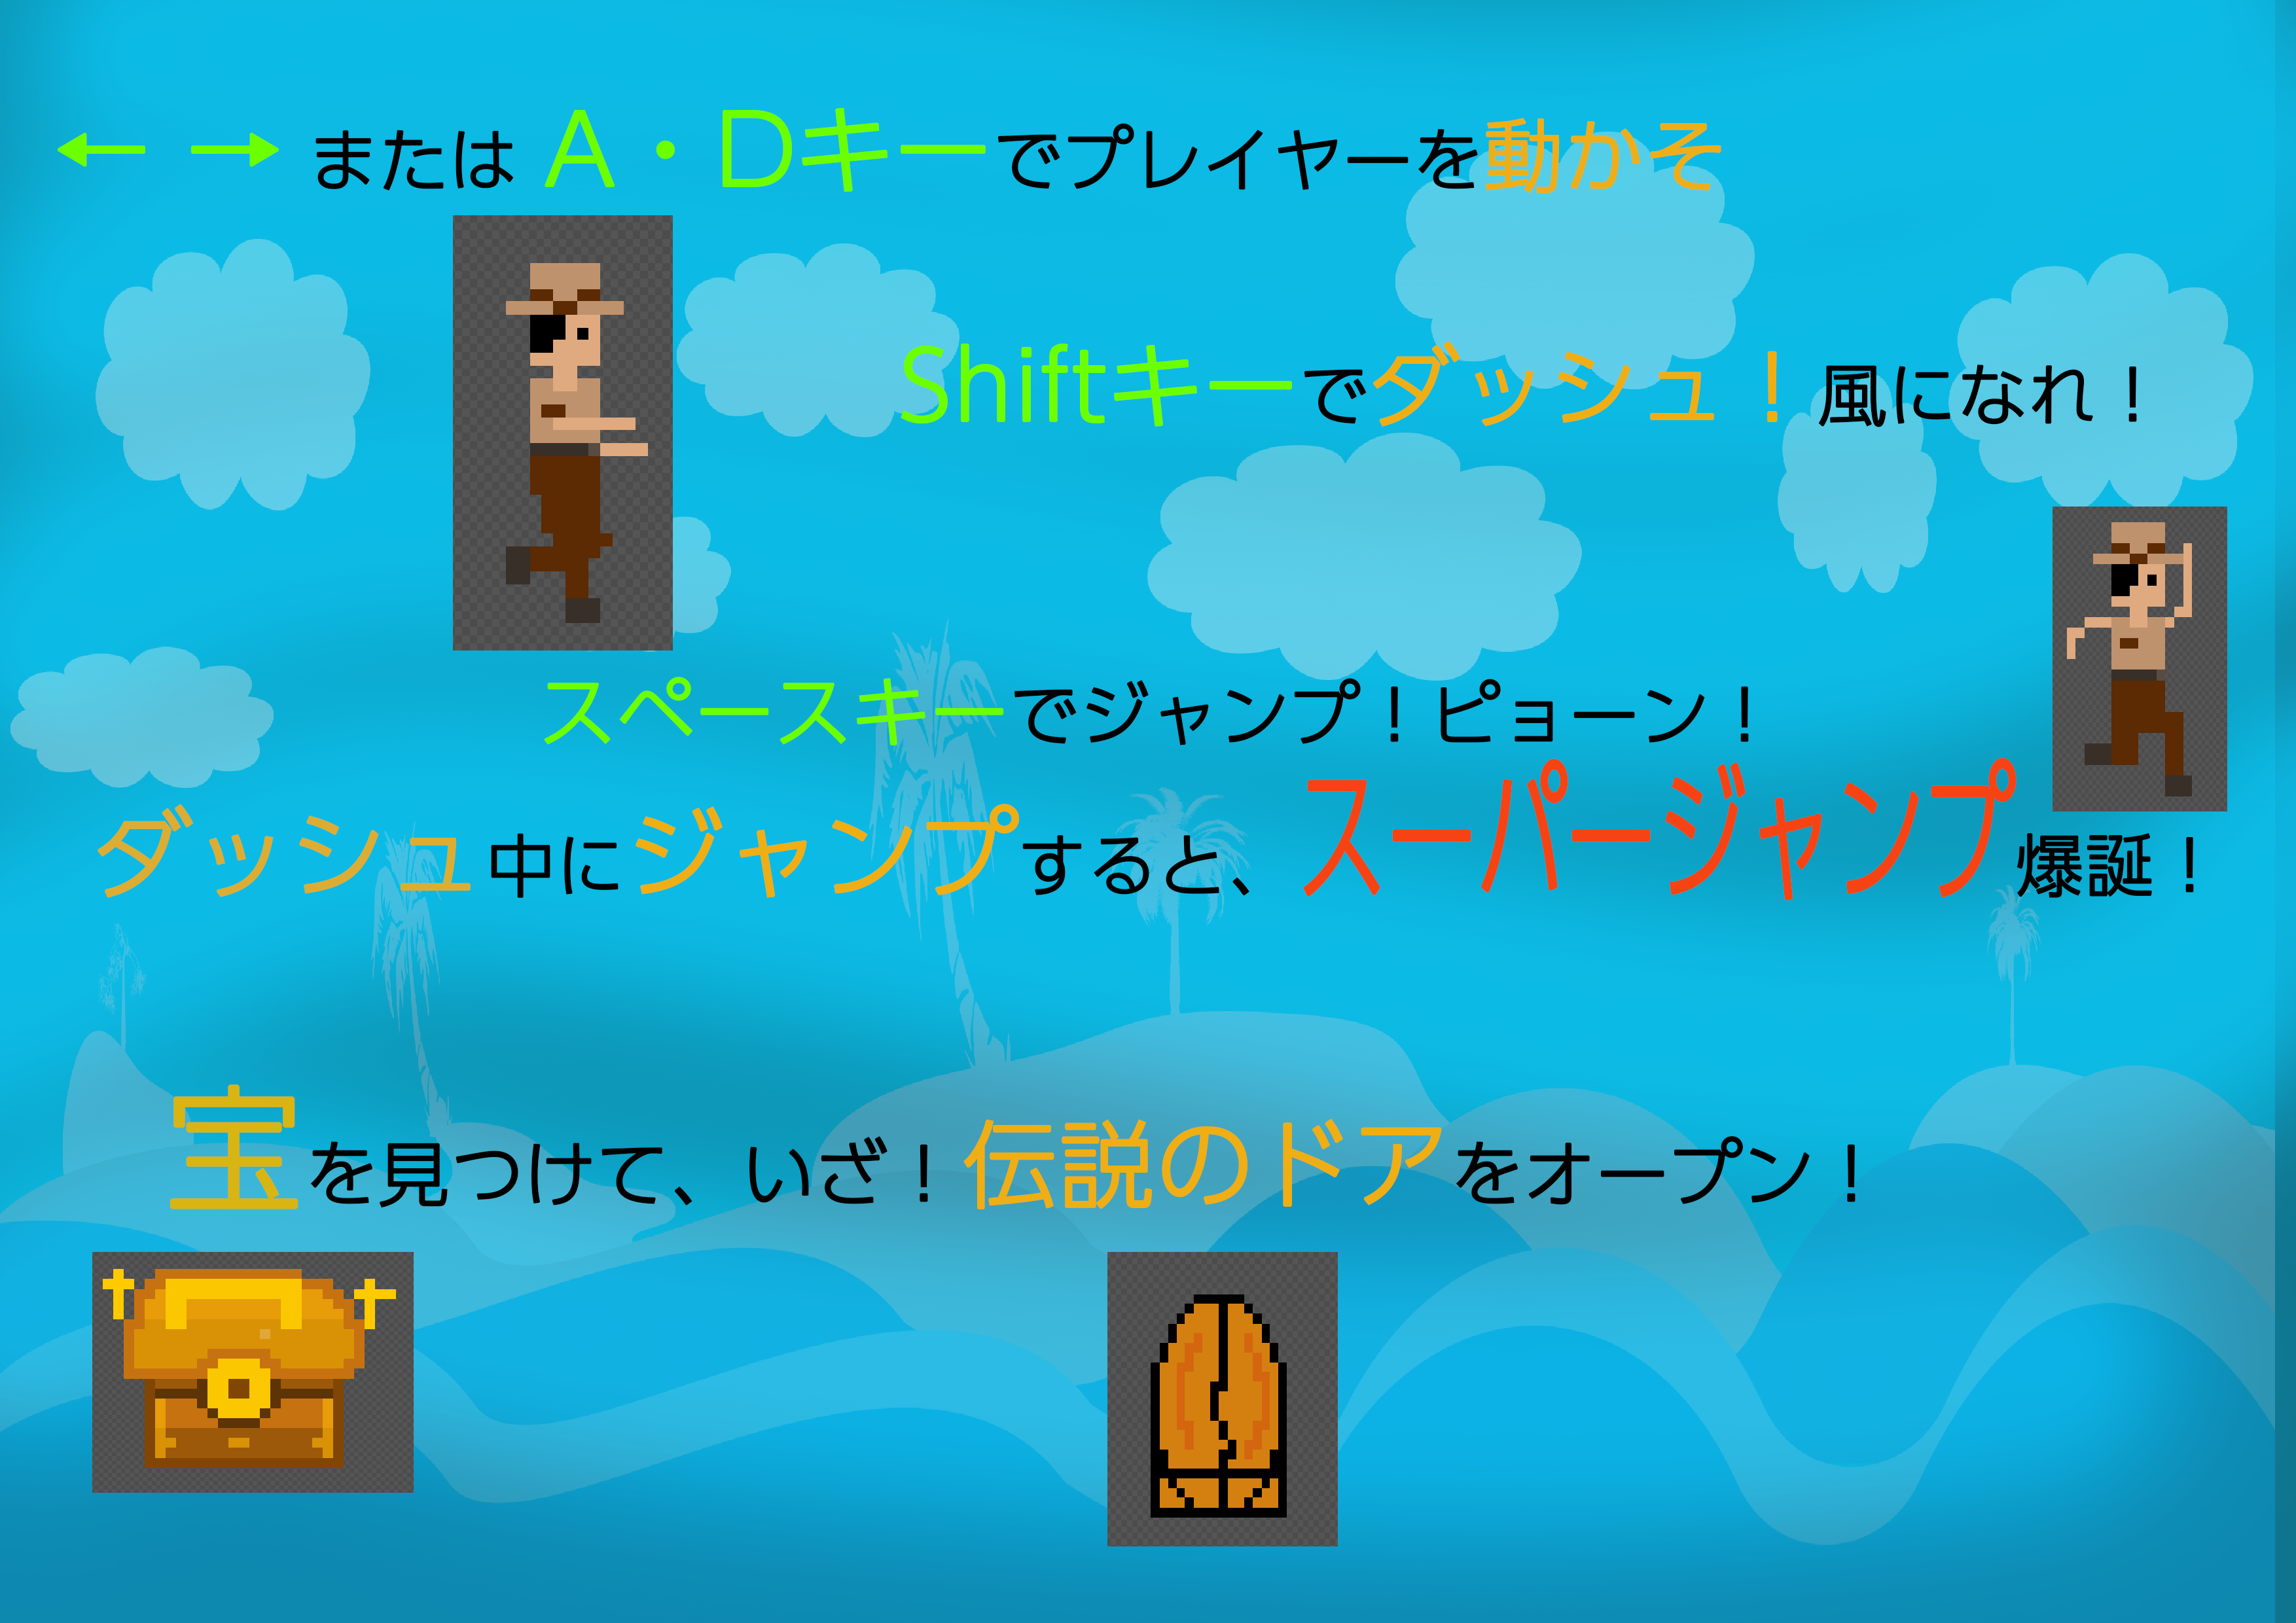 ← → または A・Dキーでプレイヤーを動かそ
Shiftキーでダッシュ！風になれ！
スペースキーでジャンプ！ピョーン！
ダッシュ中にジャンプすると、スーパージャンプ爆誕！
宝を見つけて、いざ！伝説のドアをオープン！